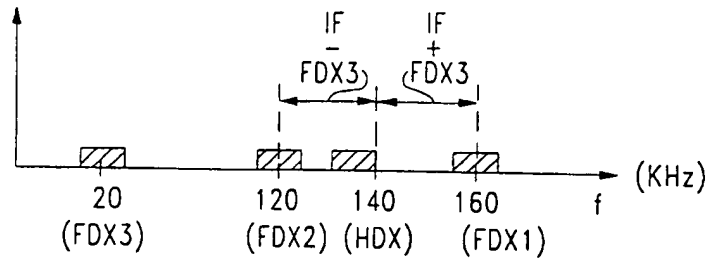 IF IF
− +
FDX3 FDX3
20 120 140 160 f (KHz)
(FDX3) (FDX2) (HDX) (FDX1)